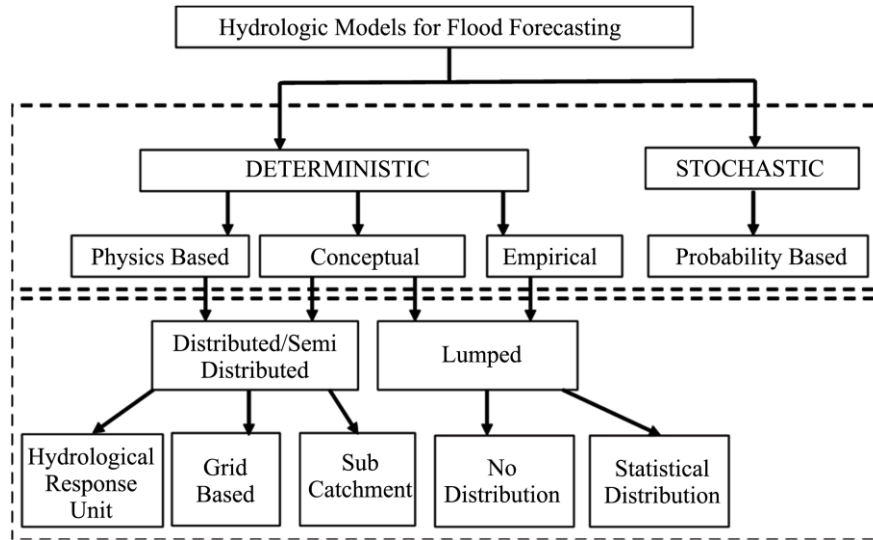 Hydrologic Models for Flood Forecasting
DETERMINISTIC
STOCHASTIC
Physics Based
Conceptual
Empirical
Probability Based
Distributed/Semi
Distributed
Lumped
Hydrological
Response
Unit
Grid
Based
Sub
Catchment
No
Distribution
Statistical
Distribution